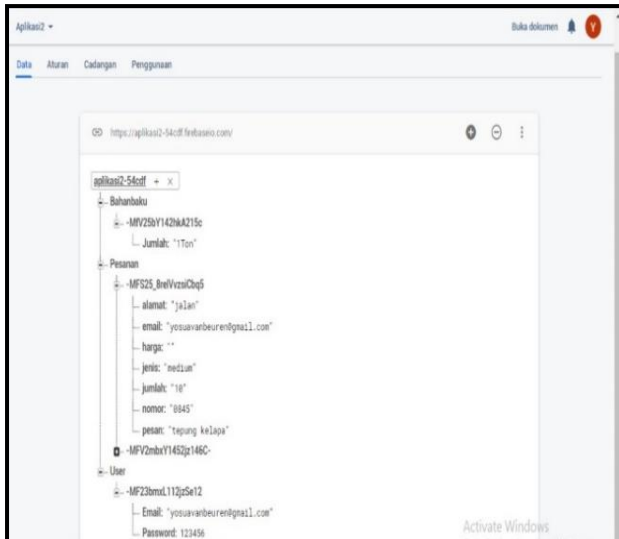 Aplikasi2
Buka dokumen
Y
Data Aturan Cadangan Penggunaan
https://aplikasi2-54cdf.firebaseio.com/
aplikasi2-54cdf + ×
Bahanbaku
-MfV25bY142hkA215c
Jumlah: "1Ton"
Pesanan
-MFS25_8relVvzsiCbq5
alamat: "jalan"
email: "yosuavanbeuren@gmail.com"
harga: ""
jenis: "medium"
jumlah: "10"
nomor: "0845"
pesan: "tepung kelapa"
-MFV2mbxY1452jz146C-
User
-MF23bmxL112jzSe12
Email: "yosuavanbeuren@gmail.com"
Password: 123456
Activate Windows